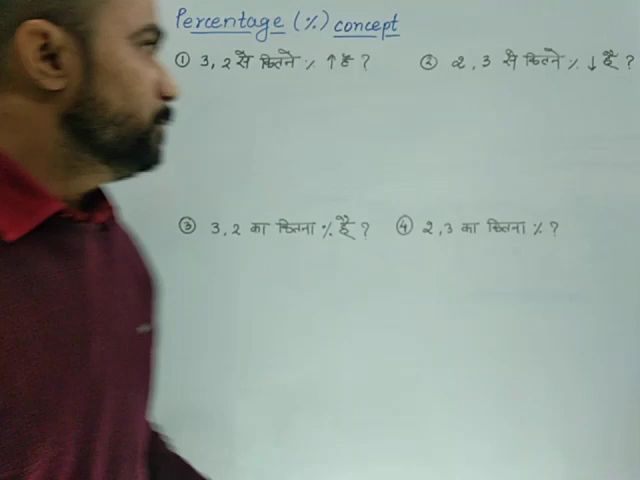 Percentage (%) concept
① 3, 2 से कितने % ↑ है ?
② 2, 3 से कितने % ↓ है ?
③ 3, 2 का कितना % है ?
④ 2, 3 का कितना % ?